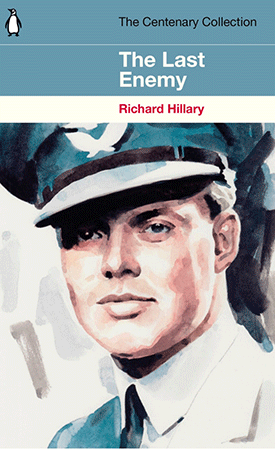 The Centenary Collection
The Last
Enemy
Richard Hillary